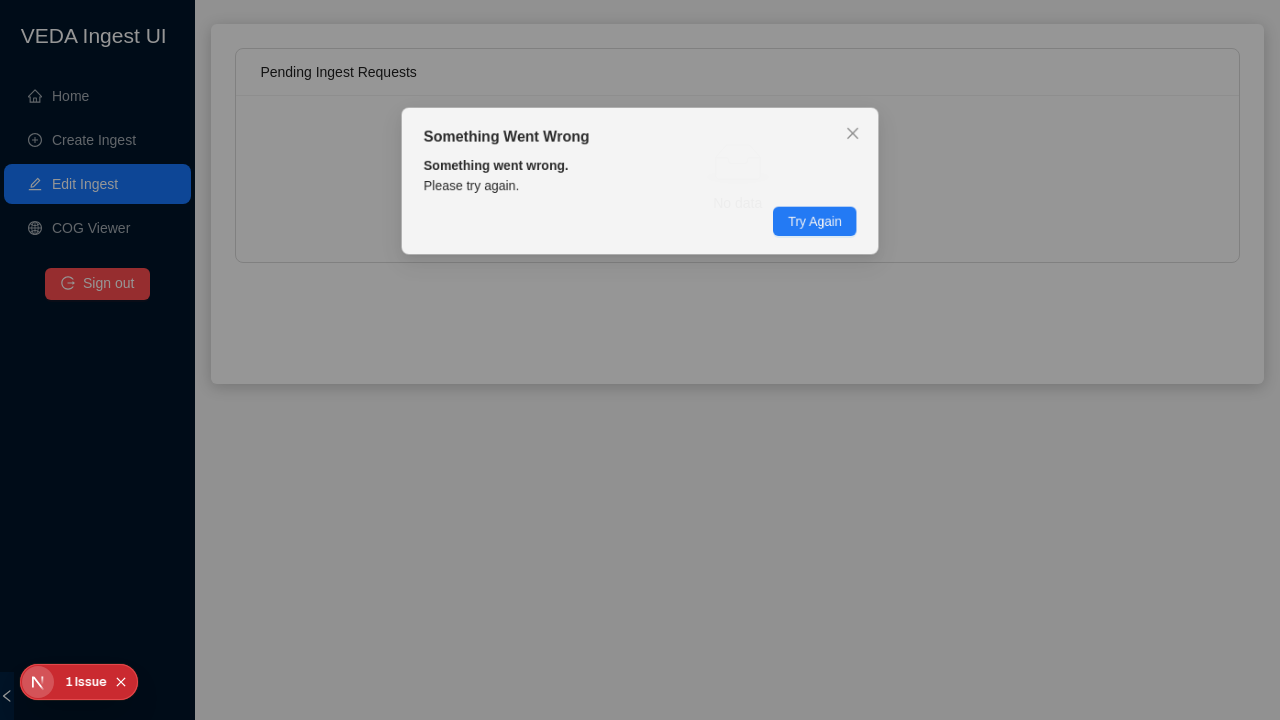 VEDA Ingest UI
Home
Create Ingest
Edit Ingest
COG Viewer
Sign out
Pending Ingest Requests
Something Went Wrong
Something went wrong.
Please try again.
No data
Try Again
1 Issue